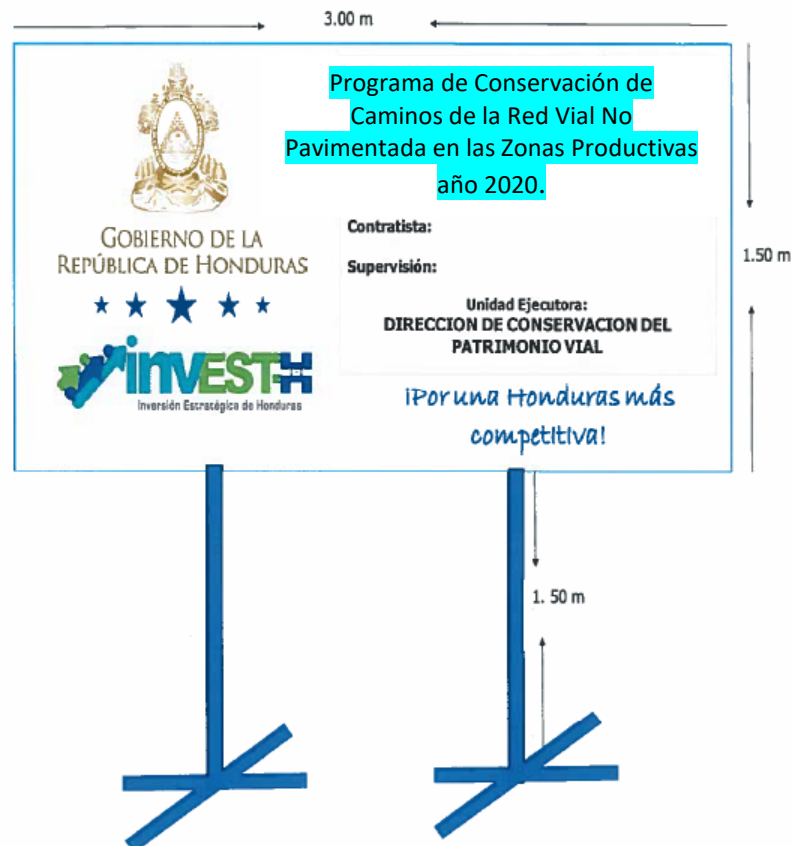 3.00 m
Programa de Conservación de
Caminos de la Red Vial No
Pavimentada en las Zonas Productivas
año 2020.
GOBIERNO DE LA
REPÚBLICA DE HONDURAS
Contratista:
Supervisión:
Unidad Ejecutora:
DIRECCION DE CONSERVACION DEL
PATRIMONIO VIAL
1.50 m
INVEST-H
Inversión Estratégica de Honduras
¡Por una Honduras más
competitiva!
1. 50 m